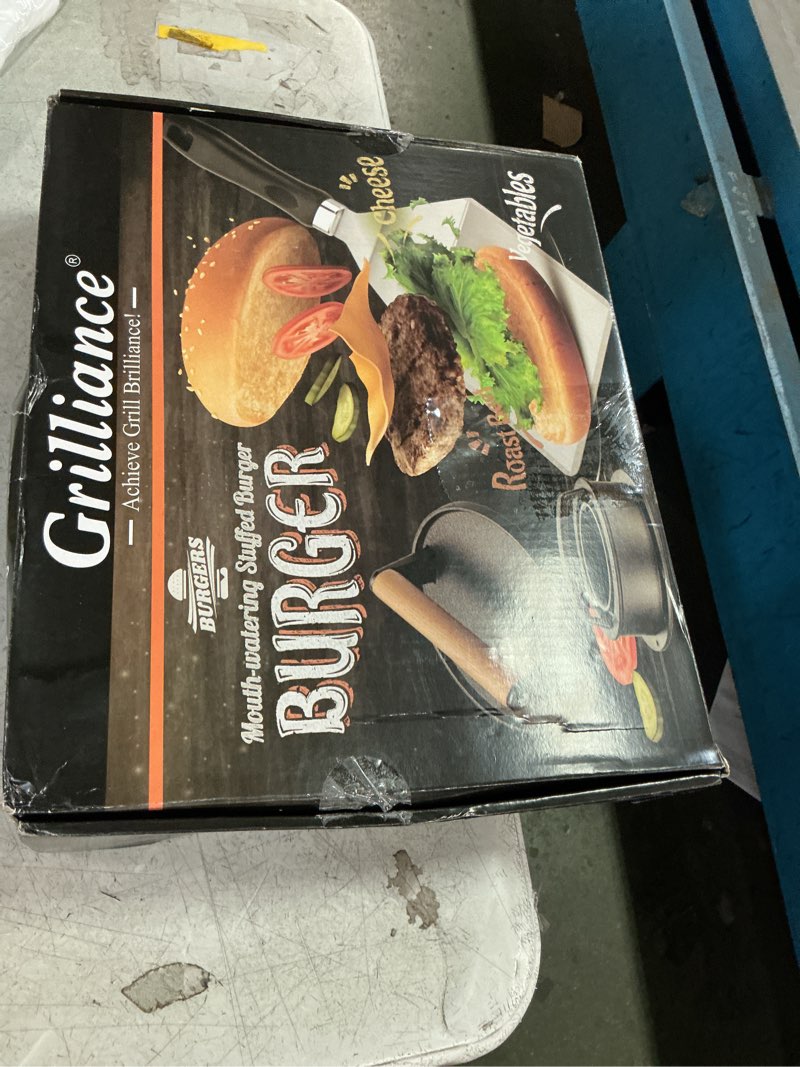 Grilliance®
— Achieve Grill Brilliance! —
BURGERS
Mouth-watering Stuffed Burger
BURGER
cheese
Vegetables
Roast